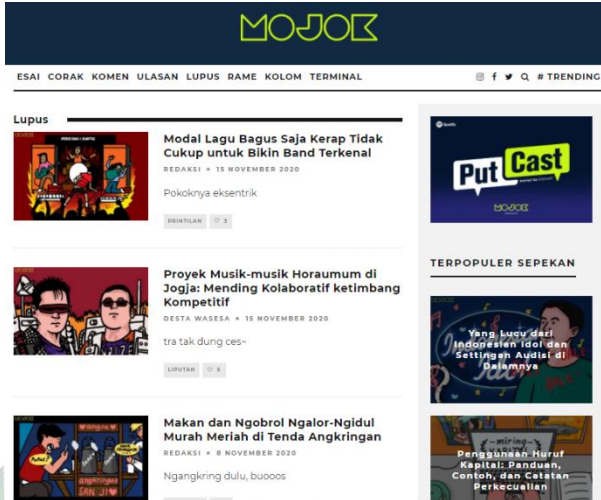 MOJOK
ESAI CORAK KOMEN ULASAN LUPUS RAME KOLOM TERMINAL
# TRENDING
Lupus
Modal Lagu Bagus Saja Kerap Tidak
Cukup untuk Bikin Band Terkenal
REDAKSI 15 NOVEMBER 2020
Pokoknya eksentrik
PRINTILAN 3
Proyek Musik-musik Horaumum di
Jogja: Mending Kolaboratif ketimbang
Kompetitif
DESTA WASESA 15 NOVEMBER 2020
tra tak dung ces~
LIPUTAN 5
Makan dan Ngobrol Ngalor-Ngidul
Murah Meriah di Tenda Angkringan
REDAKSI 8 NOVEMBER 2020
Ngangkring dulu, buooos
angkringan
SANJI
Spotify
Put Cast
MOJOK
TERPOPULER SEPEKAN
Yang Lucu dari
Indonesian Idol dan
Settingan Audisi di
Dalamnya
miring
Penggunaan Huruf
Kapital: Panduan,
Contoh, dan Catatan
Perkecualian